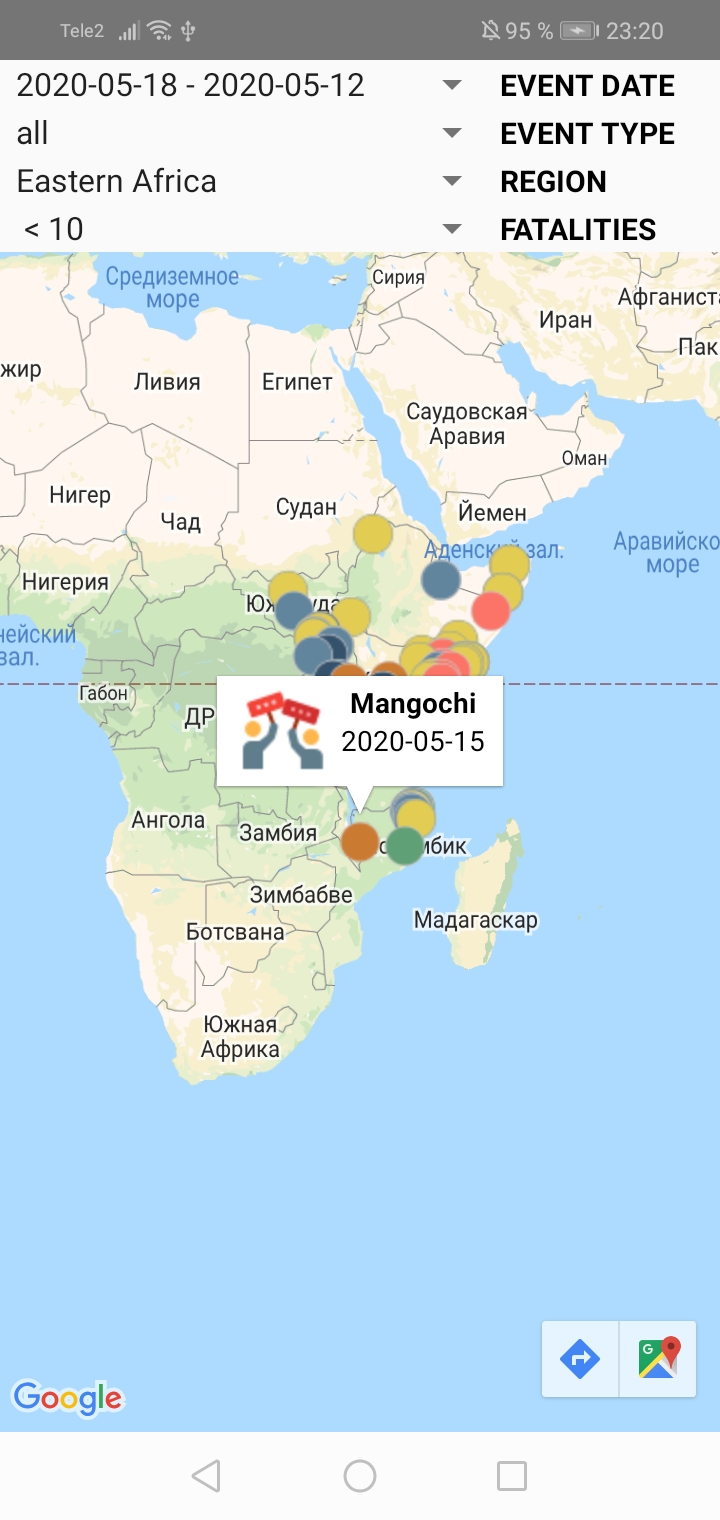 Tele2 95 % 23:20
2020-05-18 - 2020-05-12 EVENT DATE
all EVENT TYPE
Eastern Africa REGION
< 10 FATALITIES
Средиземное
море
Сирия
Афганиста
Иран
Пак
жир
Ливия
Египет
Саудовская
Аравия
Оман
Нигер
Чад
Судан
Йемен
Аденский зал.
Аравийско
море
Нигерия
нейский
зал.
Габон
ДР
Mangochi
2020-05-15
Ангола
Замбия
мбик
Зимбабве
Ботсвана
Мадагаскар
Южная
Африка
G
Google